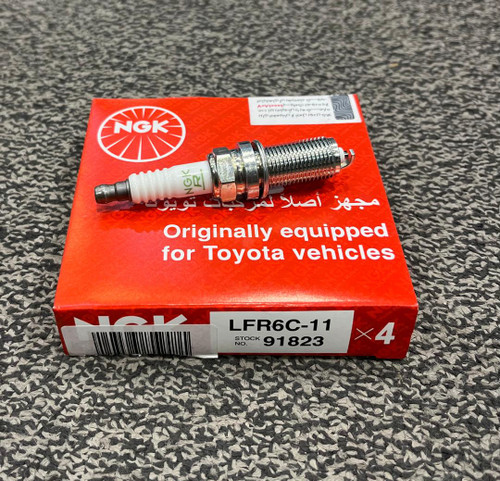 NGK
NGK
R
مجهز أصلاً لمركبات تويوتا
Originally equipped
for Toyota vehicles
NGK
LFR6C-11
STOCK NO. 91823
×4